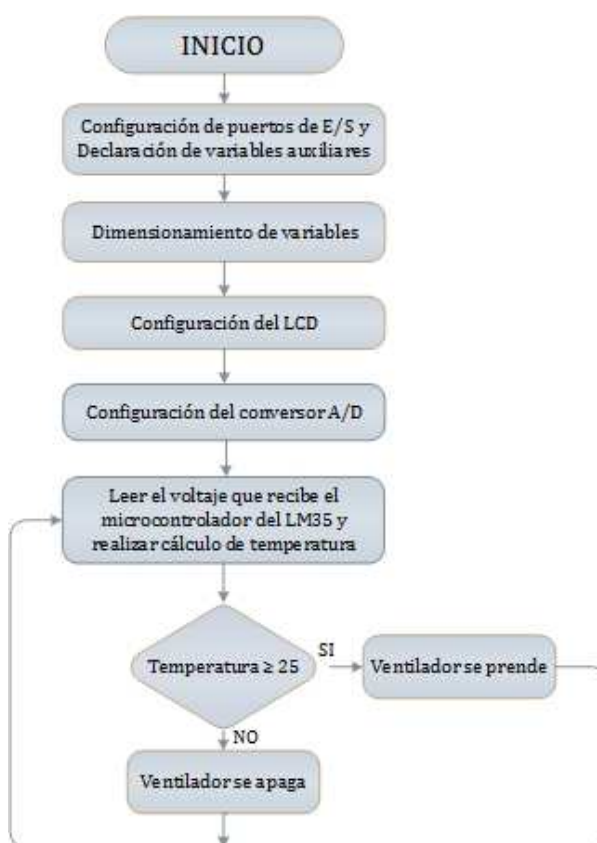 INICIO
Configuración de puertos de E/S y
Declaración de variables auxiliares
Dimensionamiento de variables
Configuración del LCD
Configuración del conversor A/D
Leer el voltaje que recibe el
microcontrolador del LM35 y
realizar cálculo de temperatura
Temperatura ≥ 25
SI
Ventilador se prende
NO
Ventilador se apaga